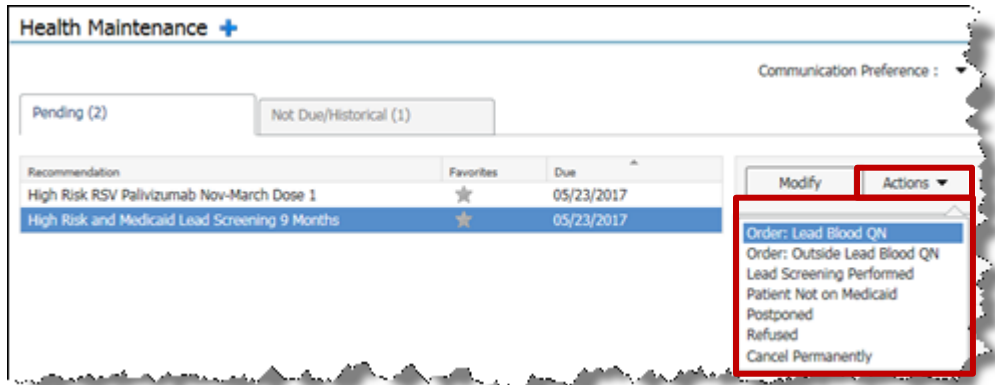 Health Maintenance
Communication Preference :
Pending (2)
Not Due/Historical (1)
Recommendation
Favorites
Due
High Risk RSV Palivizumab Nov-March Dose 1
05/23/2017
High Risk and Medicaid Lead Screening 9 Months
05/23/2017
Modify
Actions
Order: Lead Blood QN
Order: Outside Lead Blood QN
Lead Screening Performed
Patient Not on Medicaid
Postponed
Refused
Cancel Permanently